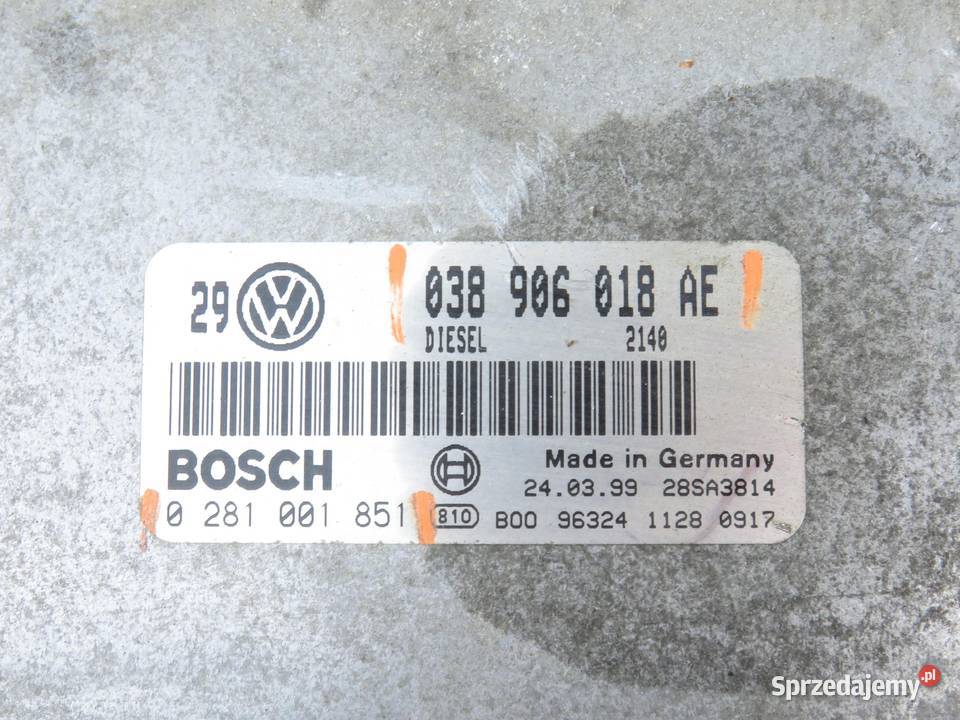 29 VW 038 906 018 AE
DIESEL 2140
BOSCH Made in Germany
24.03.99 28SA3814
0 281 001 851 810 B00 96324 1128 0917
Sprzedajemy.pl